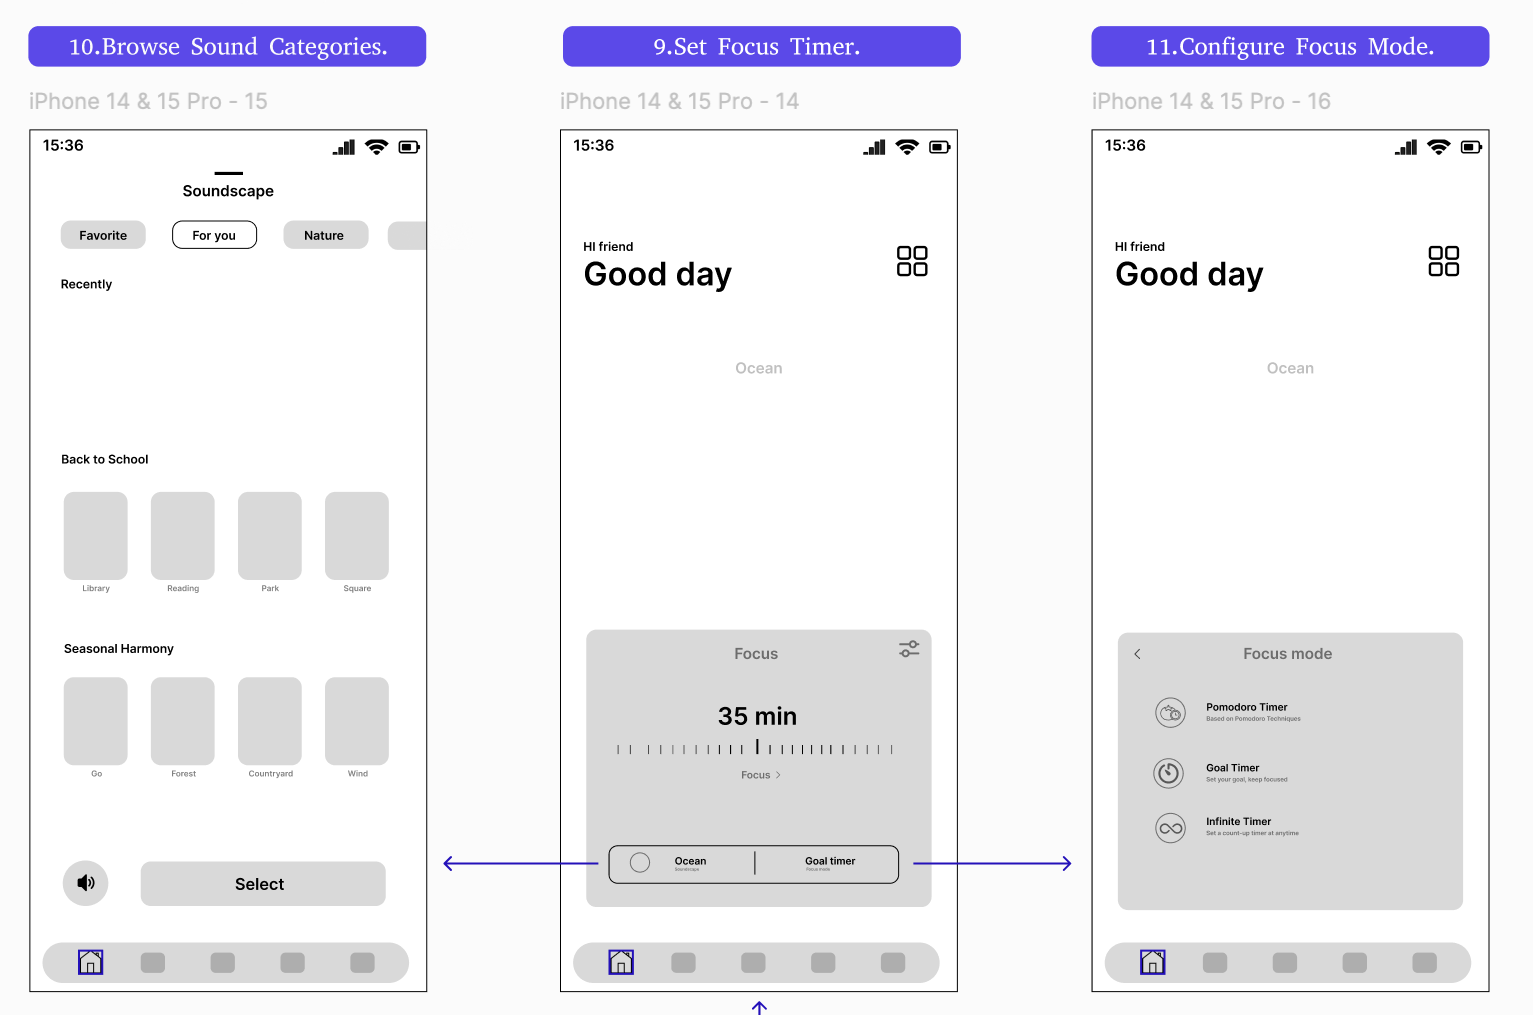 10.Browse Sound Categories.
iPhone 14 & 15 Pro - 15
15:36
Soundscape
Favorite
For you
Nature
Recently
Back to School
Library
Reading
Park
Square
Seasonal Harmony
Go
Forest
Countryard
Wind
Select
9.Set Focus Timer.
iPhone 14 & 15 Pro - 14
15:36
HI friend
Good day
Ocean
Focus
35 min
Focus >
Ocean
Soundscape
Goal timer
Focus mode
11.Configure Focus Mode.
iPhone 14 & 15 Pro - 16
15:36
HI friend
Good day
Ocean
Focus mode
Pomodoro Timer
Based on Pomodoro Techniques
Goal Timer
Set your goal, keep focused
Infinite Timer
Set a count-up timer at anytime